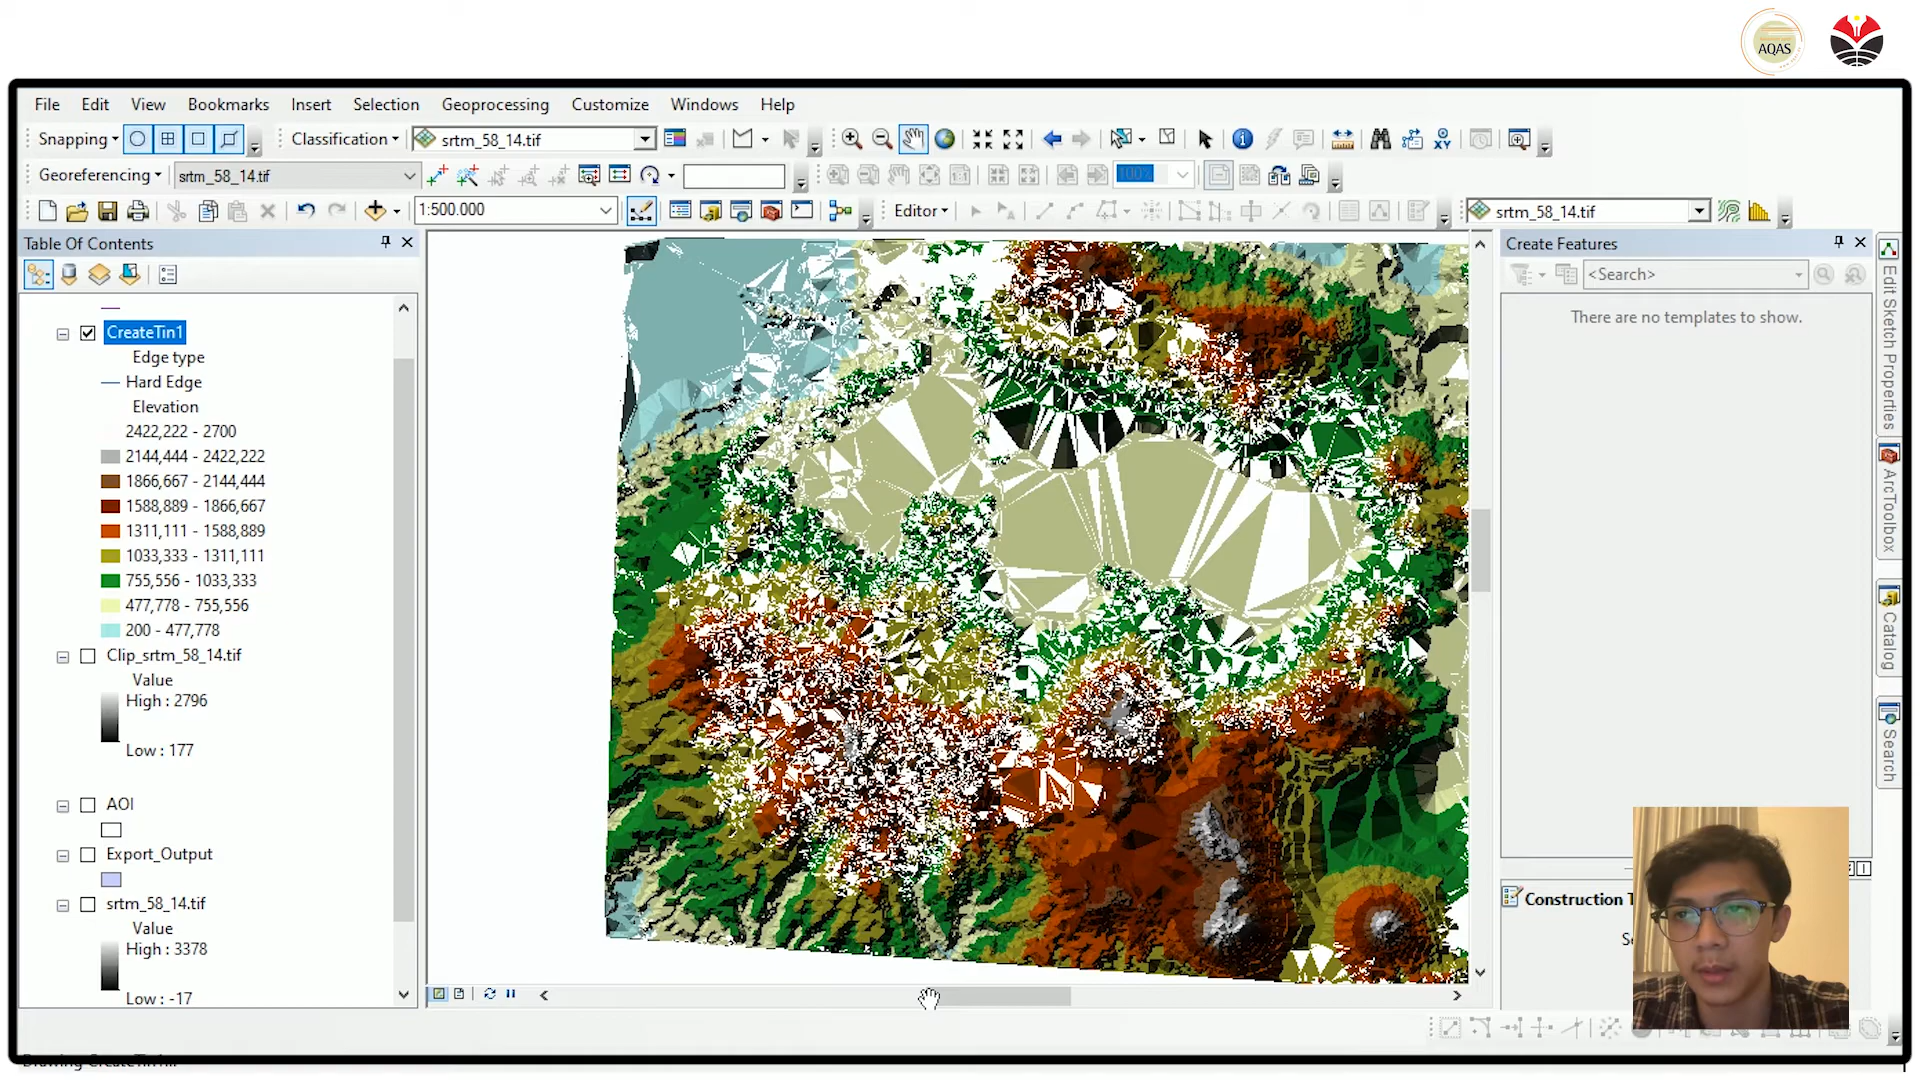 AQAS
File Edit View Bookmarks Insert Selection Geoprocessing Customize Windows Help
Snapping Classification srtm_58_14.tif
Georeferencing srtm_58_14.tif 100%
1:500.000 Editor srtm_58_14.tif
Table Of Contents
Create Features
<Search>
There are no templates to show.
CreateTin1
Edge type
Hard Edge
Elevation
2422,222 - 2700
2144,444 - 2422,222
1866,667 - 2144,444
1588,889 - 1866,667
1311,111 - 1588,889
1033,333 - 1311,111
755,556 - 1033,333
477,778 - 755,556
200 - 477,778
Clip_srtm_58_14.tif
Value
High : 2796
Low : 177
AOI
Export_Output
srtm_58_14.tif
Value
High : 3378
Low : -17
Edit Sketch Properties
ArcToolbox
Catalog
Search
Construction